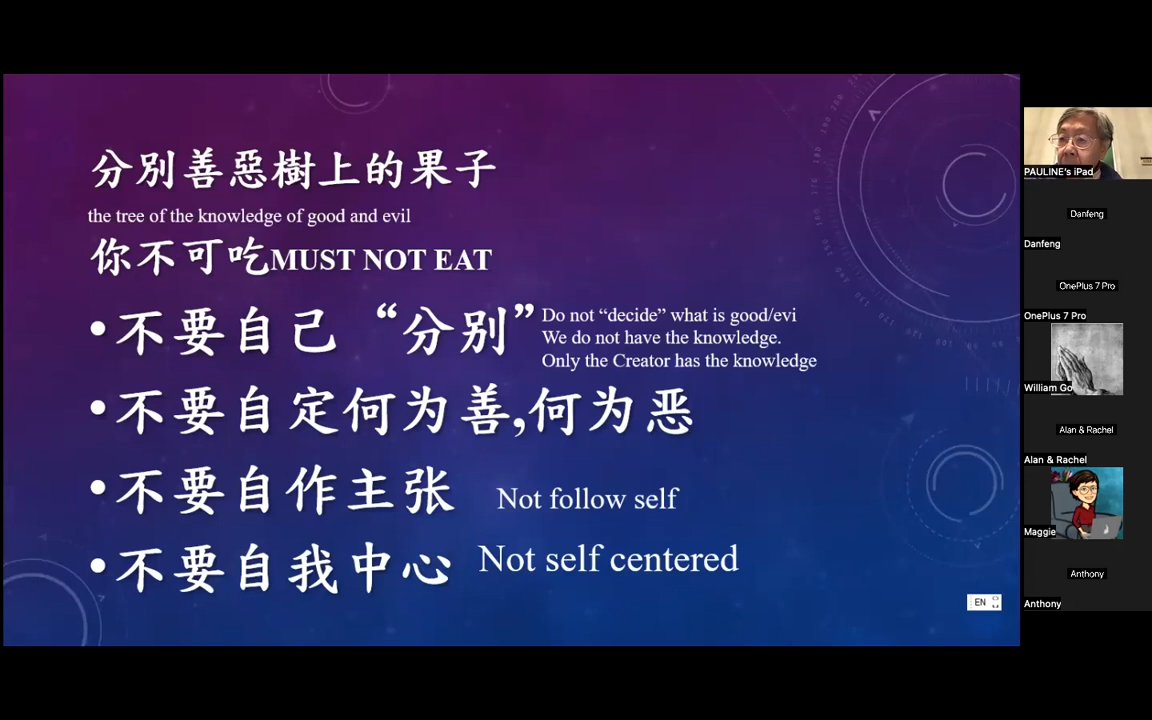 分別善惡樹上的果子
the tree of the knowledge of good and evil
你不可吃MUST NOT EAT
•不要自己 “分别”
Do not “decide” what is good/evi
We do not have the knowledge.
Only the Creator has the knowledge
•不要自定何为善,何为恶
•不要自作主张 Not follow self
•不要自我中心 Not self centered
EN
PAULINE's iPad
Danfeng
Danfeng
OnePlus 7 Pro
OnePlus 7 Pro
William Go
Alan & Rachel
Alan & Rachel
Maggie
Anthony
Anthony